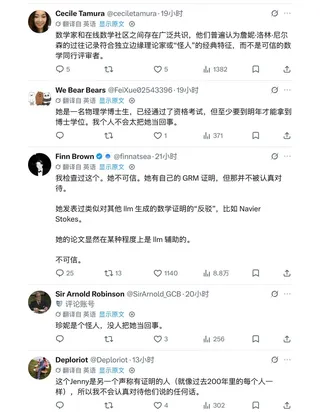 Cecile Tamura @ceciletamura · 19小时
翻译自 英语 显示原文
数学家和在线数学社区之间存在广泛共识，他们普遍认为詹妮·洛林·尼尔
森的过往记录符合独立边缘理论家或“怪人”的经典特征，而不是可信的数
学同行评审者。
5 5 5 1382
We Bear Bears @FeiXue02543396 · 19小时
翻译自 英语 显示原文
她是一名物理学博士生，已经通过了资格考试，但至少要到明年才能拿到
博士学位。我个人不会太把她当回事。
1 371
Finn Brown @finnatsea · 21小时
翻译自 英语 显示原文
我检查过这个。她不可信。她有自己的 GRM 证明，但那并不被认真对
待。
她发表过类似对其他 llm 生成的数学证明的“反驳”，比如 Navier
Stokes。
她的论文显然在某种程度上是 llm 辅助的。
不可信。
25 13 1140 8.8万
Sir Arnold Robinson @SirArnold_GCB · 20小时
评论账号
翻译自 英语 显示原文
珍妮是个怪人，没人把她当回事。
3 256
Deploriot @Deploriot · 13小时
翻译自 英语 显示原文
这个Jenny是另一个声称有证明的人（就像过去200年里的每个人一
样），所以我不会认真对待他们说的任何话。
4 302